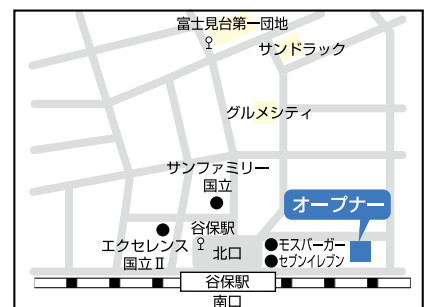 富士見台第一団地
サンドラック
グルメシティ
サンファミリー
国立
オープナー
谷保駅
エクセレンス
国立Ⅱ
北口
モスバーガー
セブンイレブン
谷保駅
南口